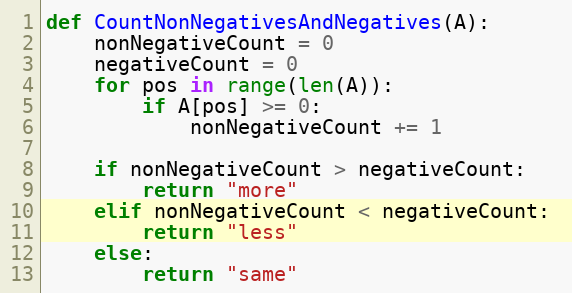 1 def CountNonNegativesAndNegatives(A):
2     nonNegativeCount = 0
3     negativeCount = 0
4     for pos in range(len(A)):
5         if A[pos] >= 0:
6             nonNegativeCount += 1
7
8     if nonNegativeCount > negativeCount:
9         return "more"
10     elif nonNegativeCount < negativeCount:
11         return "less"
12     else:
13         return "same"